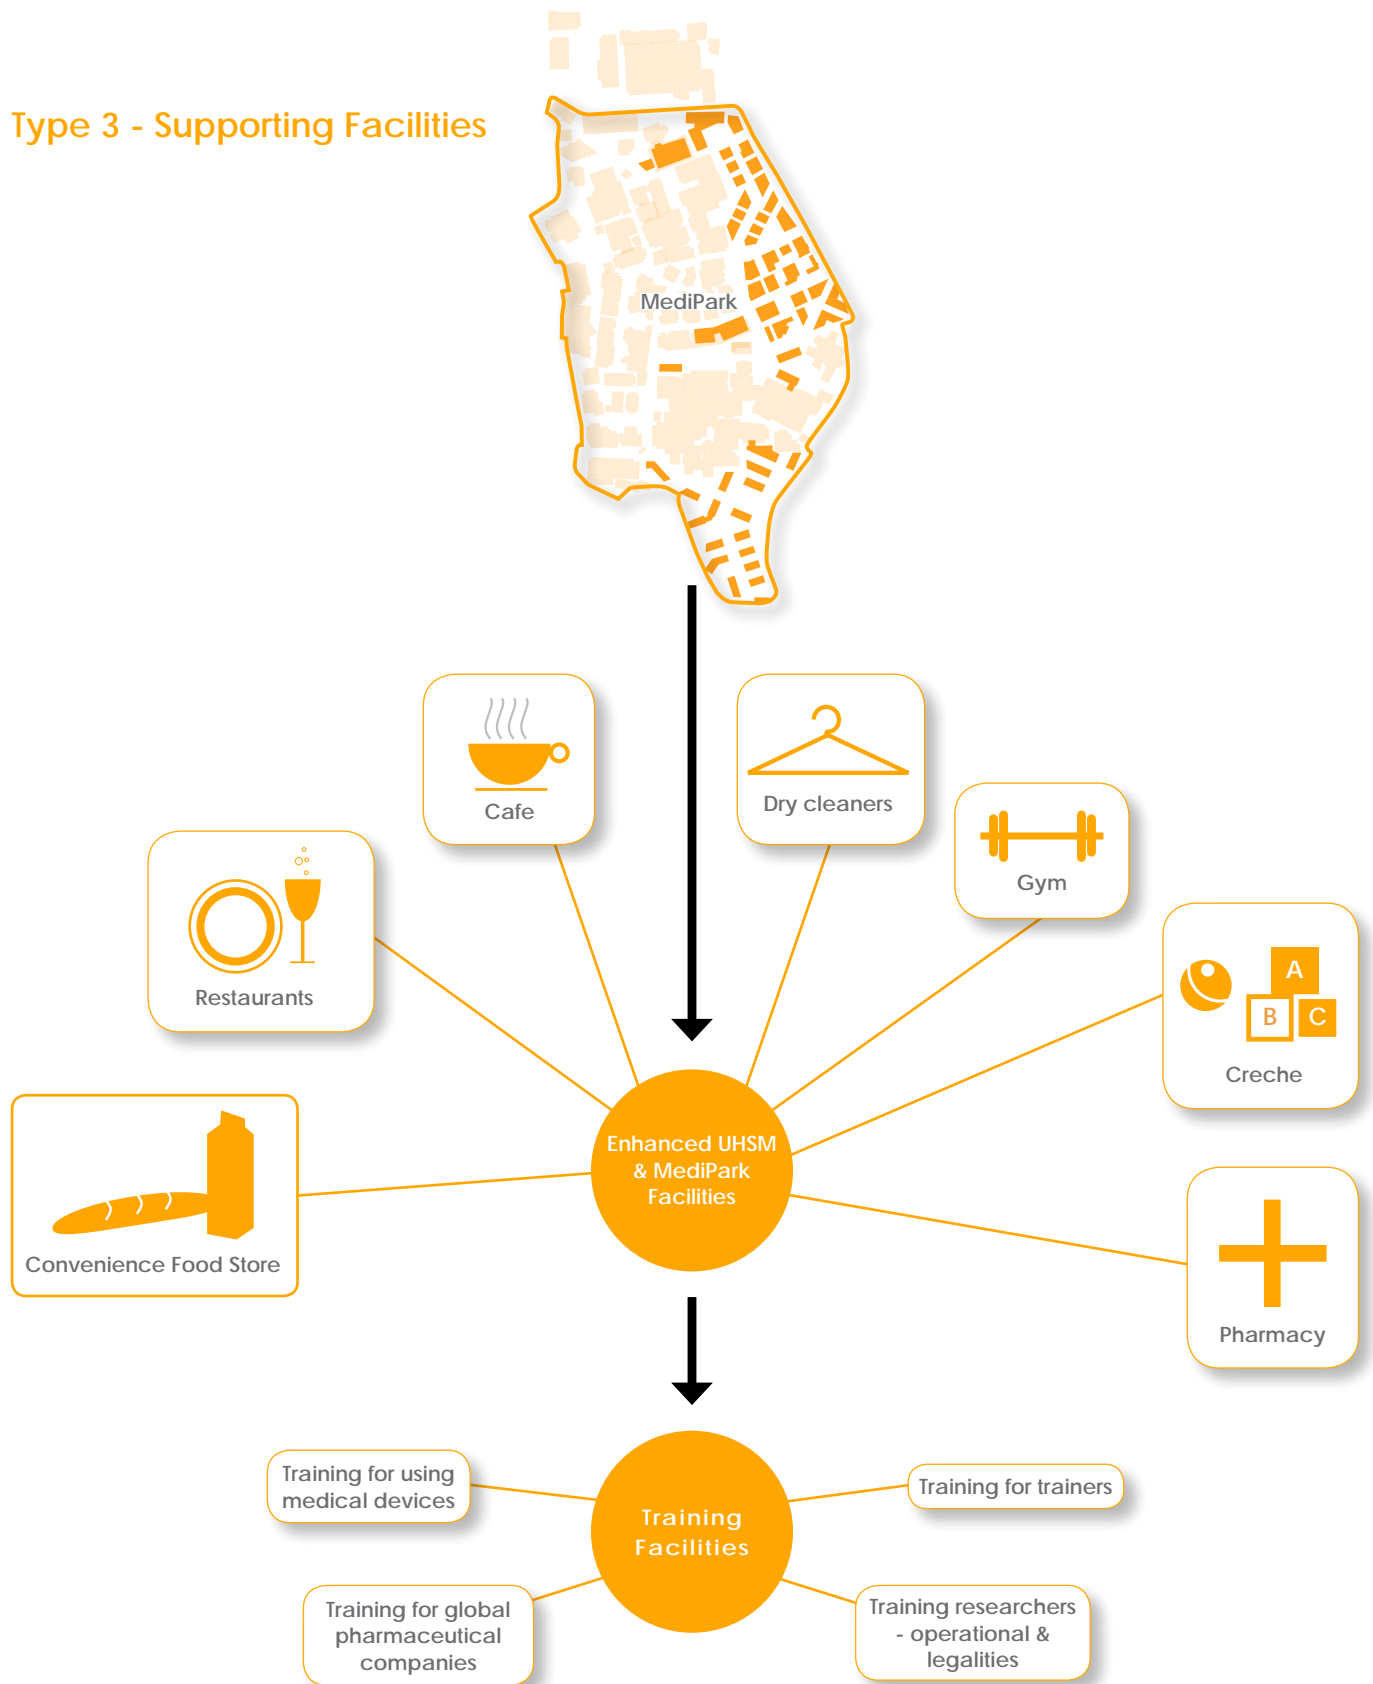 Type 3 - Supporting Facilities
MediPark
Cafe
Dry cleaners
Gym
Restaurants
A
B
C
Creche
Enhanced UHSM
& MediPark
Facilities
Convenience Food Store
Pharmacy
Training for using
medical devices
Training for trainers
Training
Facilities
Training for global
pharmaceutical
companies
Training researchers
- operational &
legalities